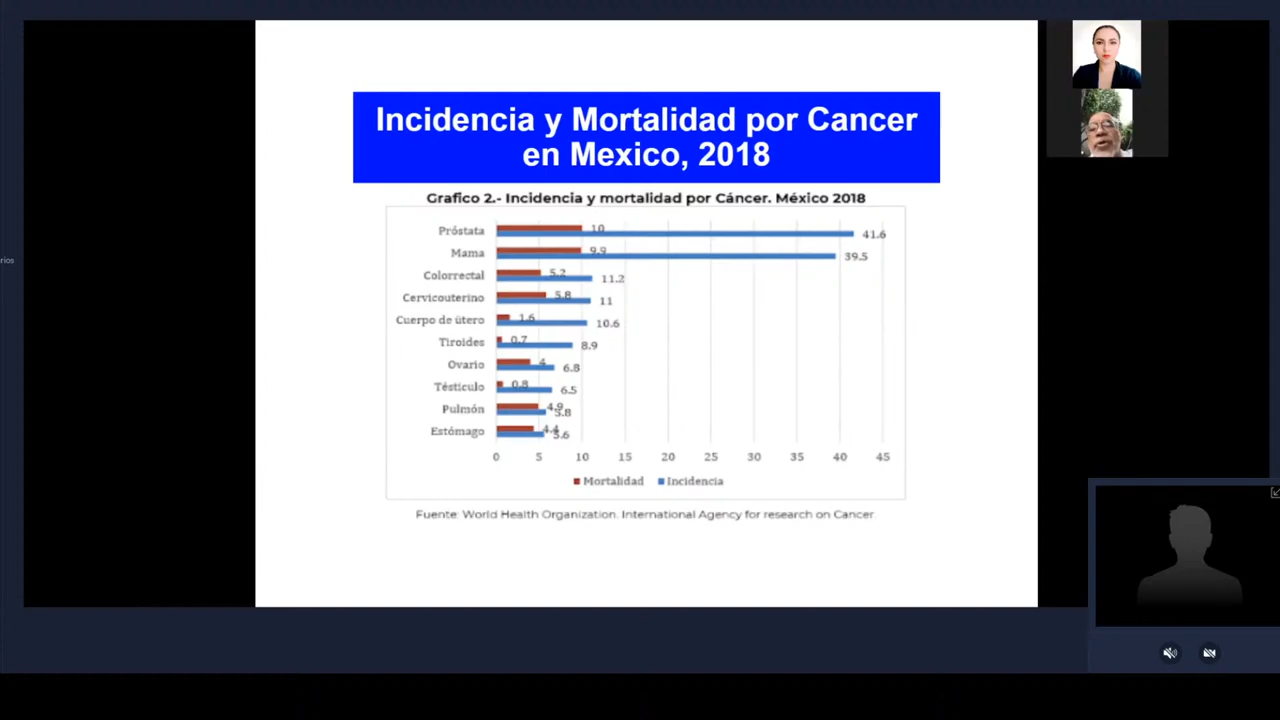 Incidencia y Mortalidad por Cancer
en Mexico, 2018
Grafico 2.- Incidencia y mortalidad por Cáncer. México 2018
Próstata 10 41.6
Mama 9.9 39.5
Colorrectal 5.2 11.2
Cervicouterino 5.8 11
Cuerpo de útero 1.6 10.6
Tiroides 0.7 8.9
Ovario 4 6.8
Téstículo 0.8 6.5
Pulmón 4.9 5.8
Estómago 4.4 5.6
0 5 10 15 20 25 30 35 40 45
Mortalidad Incidencia
Fuente: World Health Organization. International Agency for research on Cancer.
rios